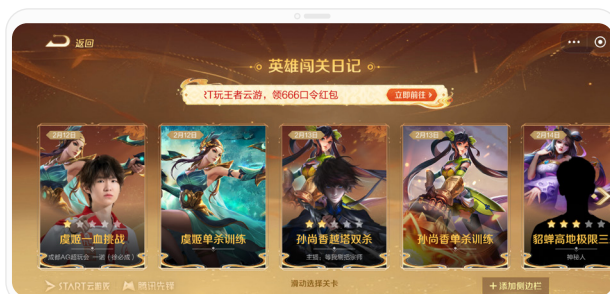 返回
英雄闯关日记
RT玩王者云游，领666口令红包
立即前往
2月12日
2月12日
2月13日
2月13日
2月14日
虞姬一血挑战
虞姬单杀训练
孙尚香越塔双杀
孙尚香单杀训练
貂蝉高地极限三
成都AG超玩会 一诺（徐必成）
神秘人
START云游戏
腾讯先锋
滑动选择关卡
+添加侧边栏